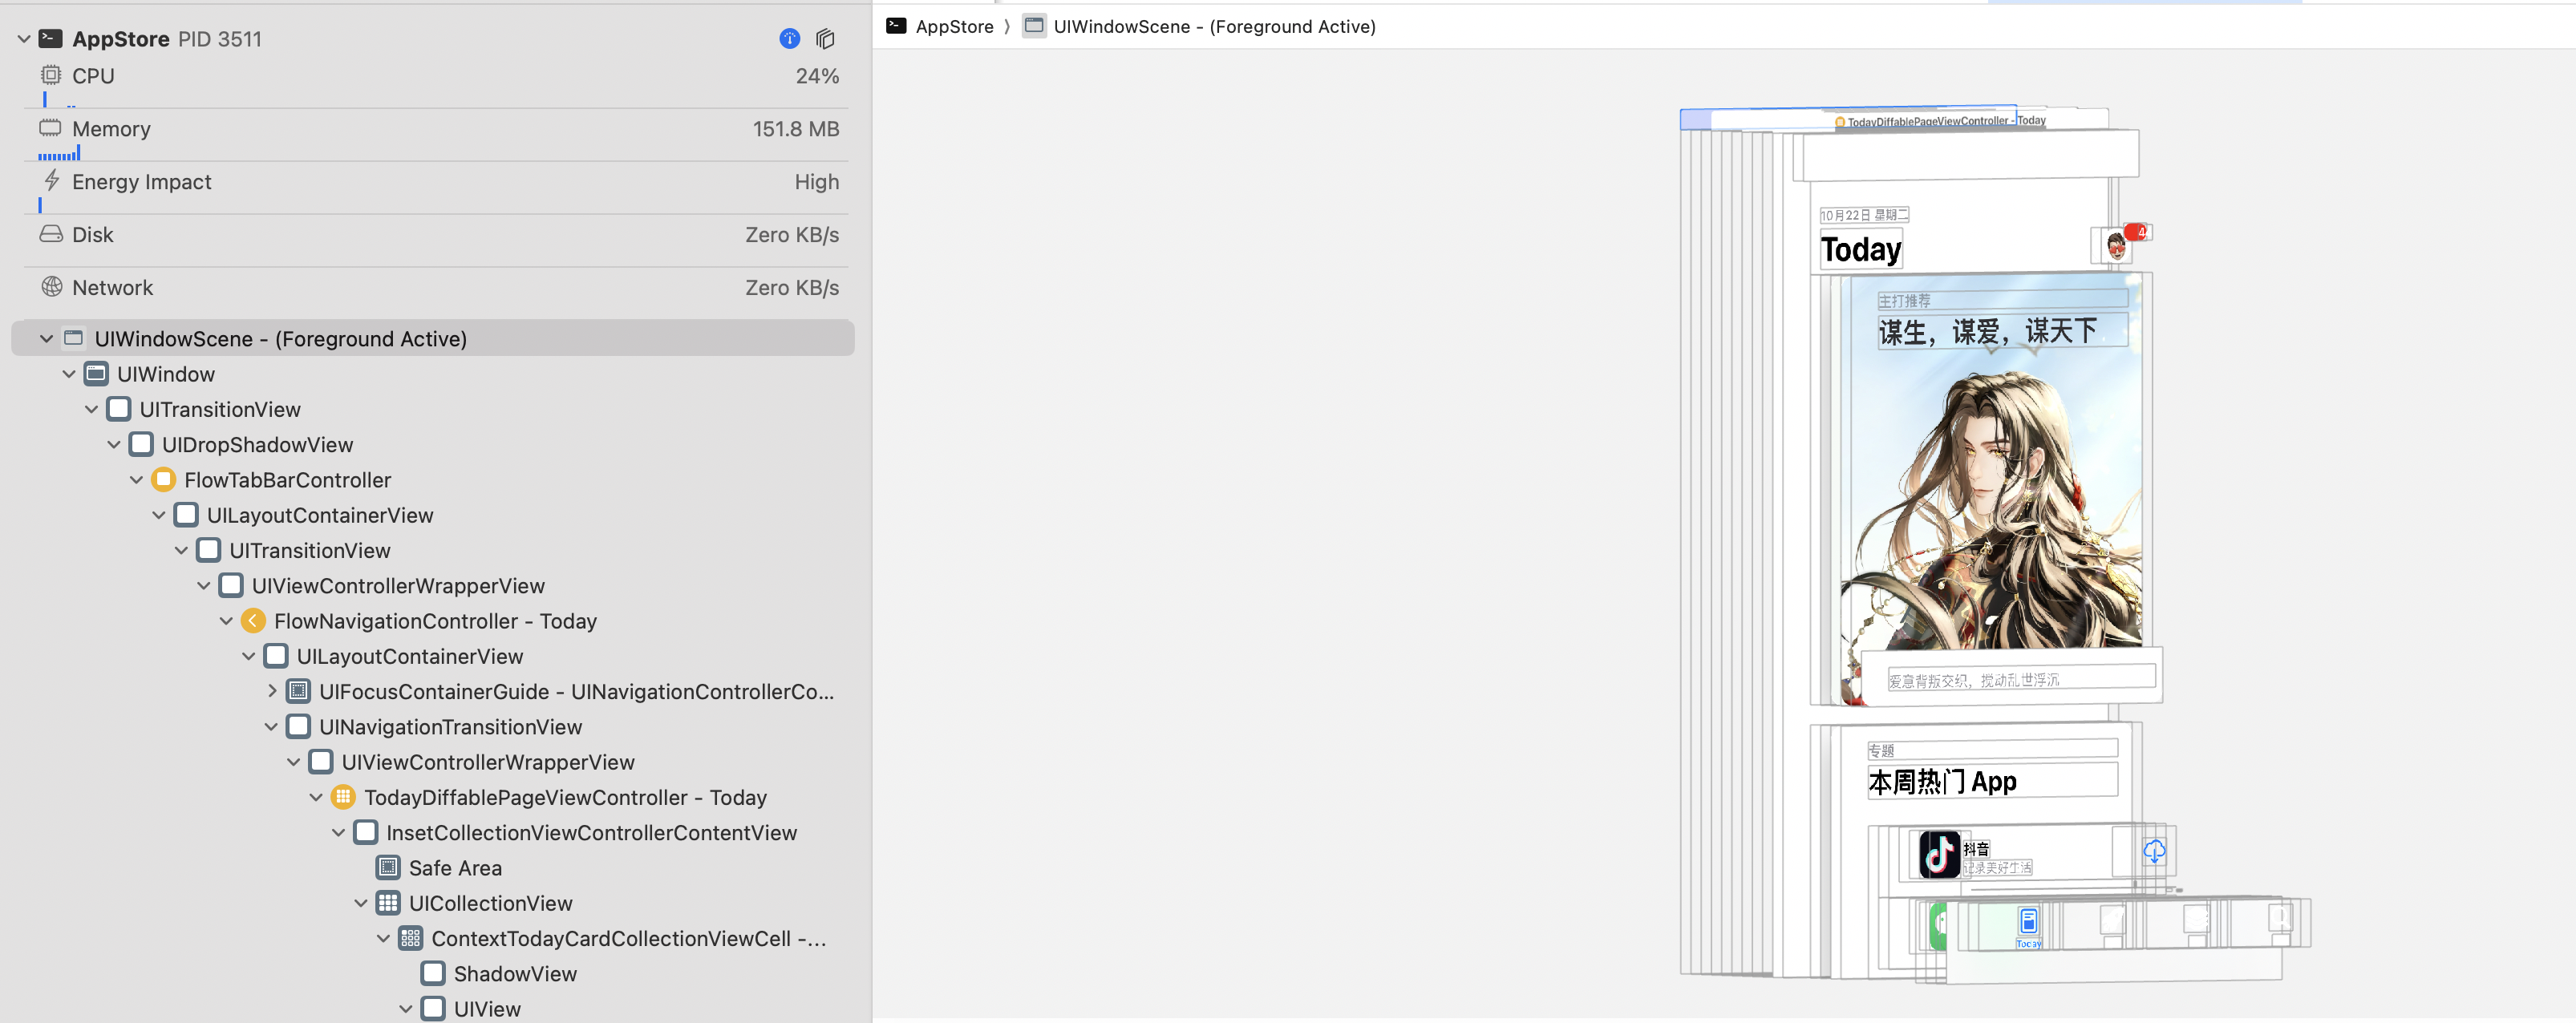 AppStore PID 3511
CPU 24%
Memory 151.8 MB
Energy Impact High
Disk Zero KB/s
Network Zero KB/s
UIWindowScene - (Foreground Active)
UIWindow
UITransitionView
UIDropShadowView
FlowTabBarController
UILayoutContainerView
UITransitionView
UIViewControllerWrapperView
FlowNavigationController - Today
UILayoutContainerView
UIFocusContainerGuide - UINavigationControllerCo...
UINavigationTransitionView
UIViewControllerWrapperView
TodayDiffablePageViewController - Today
InsetCollectionViewControllerContentView
Safe Area
UICollectionView
ContextTodayCardCollectionViewCell -...
ShadowView
UIView
AppStore 〉 UIWindowScene - (Foreground Active)
TodayDiffablePageViewController - Today
10月22日 星期二
Today
4
主打推荐
谋生，谋爱，谋天下
爱意背叛交织，搅动乱世浮沉
专题
本周热门 App
抖音
记录美好生活
Today